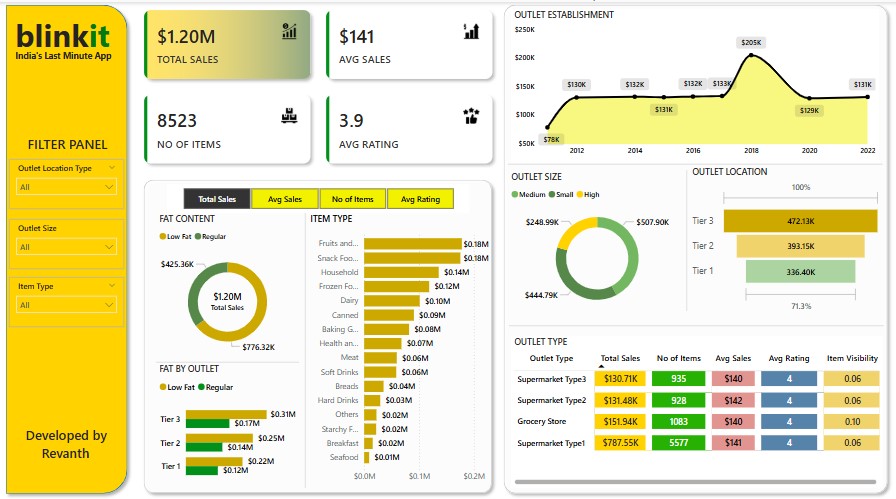 blinkit
India's Last Minute App
FILTER PANEL
Outlet Location Type
All
Outlet Size
All
Item Type
All
Developed by
Revanth
$1.20M
TOTAL SALES
$141
AVG SALES
8523
NO OF ITEMS
3.9
AVG RATING
Total Sales
Avg Sales
No of Items
Avg Rating
FAT CONTENT
Low Fat Regular
$425.36K
$1.20M
Total Sales
$776.32K
FAT BY OUTLET
Low Fat Regular
Tier 3 $0.31M
$0.17M
Tier 2 $0.25M
$0.14M
Tier 1 $0.22M
$0.12M
ITEM TYPE
Fruits and... $0.18M
Snack Foo... $0.18M
Household $0.14M
Frozen Fo... $0.12M
Dairy $0.10M
Canned $0.09M
Baking G... $0.08M
Health an... $0.07M
Meat $0.06M
Soft Drinks $0.06M
Breads $0.04M
Hard Drinks $0.03M
Others $0.02M
Starchy F... $0.02M
Breakfast $0.02M
Seafood $0.01M
$0.0M $0.1M $0.2M
OUTLET ESTABLISHMENT
$250K
$200K
$150K
$100K
$50K
$78K $130K $132K $131K $132K $133K $205K $129K $131K
2012 2014 2016 2018 2020 2022
OUTLET SIZE
Medium Small High
$248.99K
$507.90K
$444.79K
OUTLET LOCATION
100%
Tier 3 472.13K
Tier 2 393.15K
Tier 1 336.40K
71.3%
OUTLET TYPE
Outlet Type Total Sales No of Items Avg Sales Avg Rating Item Visibility
Supermarket Type3 $130.71K 935 $140 4 0.06
Supermarket Type2 $131.48K 928 $142 4 0.06
Grocery Store $151.94K 1083 $140 4 0.10
Supermarket Type1 $787.55K 5577 $141 4 0.06